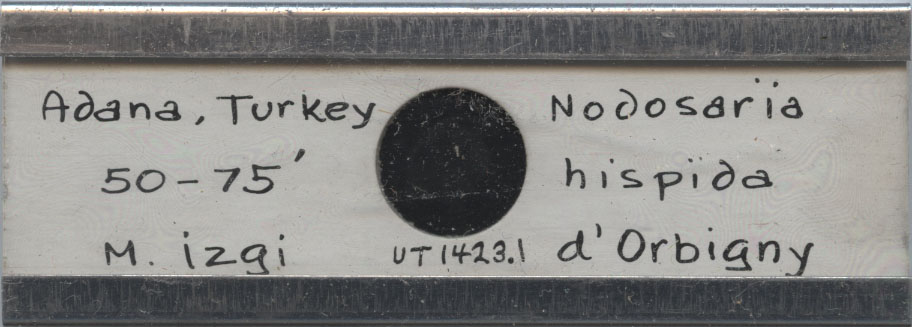 Adana, Turkey
50-75'
M. izgi
UT1423.1
Nodosaria
hispida
d'Orbigny